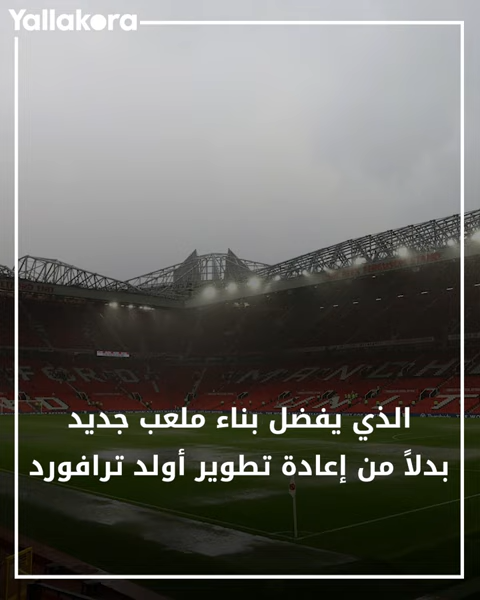 Yallakora
الذي يفضل بناء ملعب جديد
بدلاً من إعادة تطوير أولد ترافورد